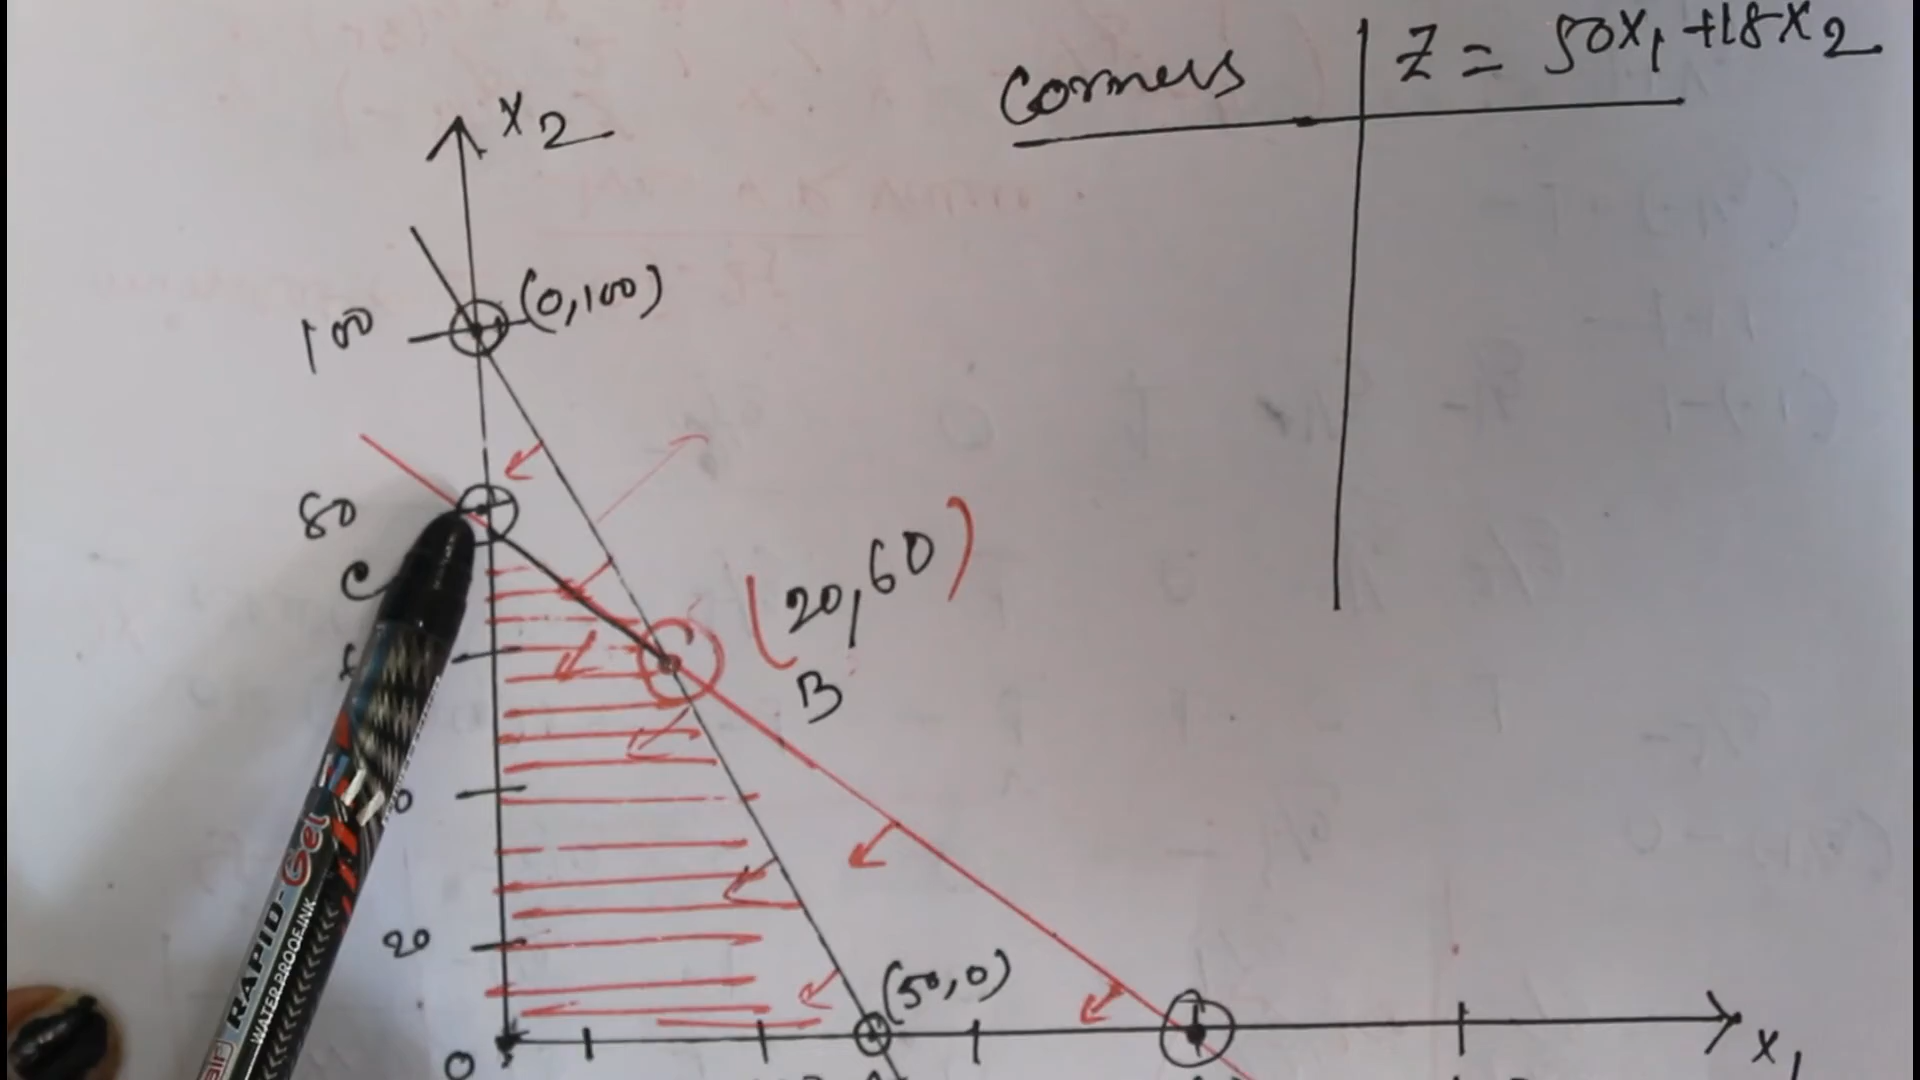 Corners
Z = 50x1 + 18x2
x2
100
(0,100)
80
C
(20,60)
B
20
(50,0)
0
x1
RAPID-Gel
WATERPROOF INK